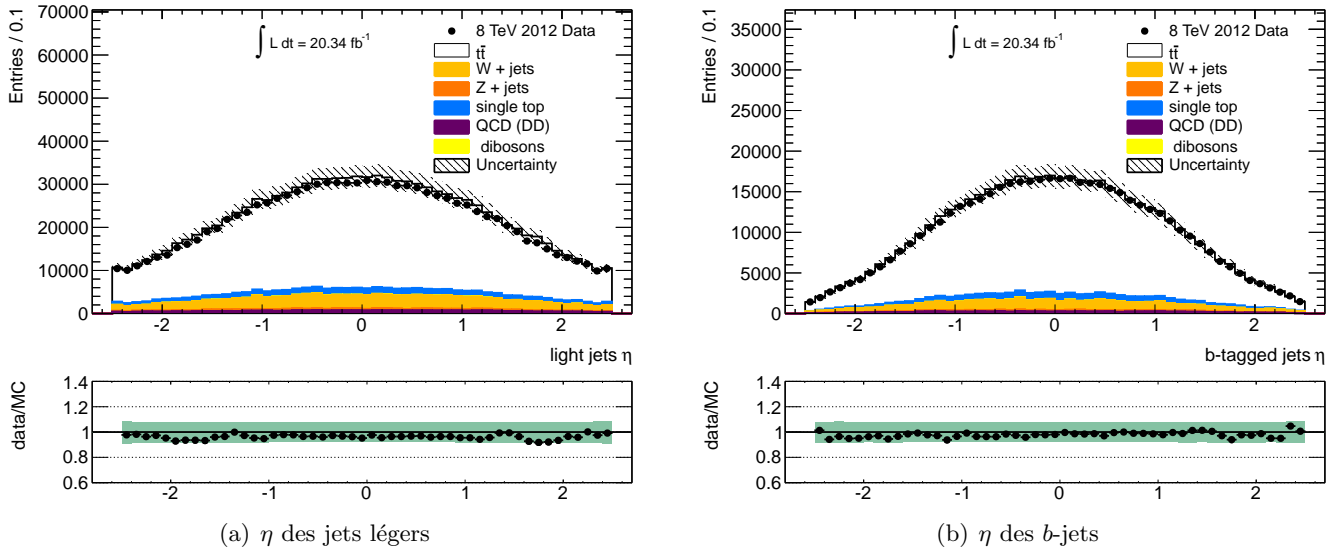 Entries / 0.1
70000
60000
50000
40000
30000
20000
10000
0
∫ L dt = 20.34 fb⁻¹
8 TeV 2012 Data
tt̄
W + jets
Z + jets
single top
QCD (DD)
dibosons
Uncertainty
-2 -1 0 1 2
light jets η
data/MC
1.4
1.2
1
0.8
0.6
-2 -1 0 1 2
(a) η des jets légers
Entries / 0.1
35000
30000
25000
20000
15000
10000
5000
0
∫ L dt = 20.34 fb⁻¹
8 TeV 2012 Data
tt̄
W + jets
Z + jets
single top
QCD (DD)
dibosons
Uncertainty
-2 -1 0 1 2
b-tagged jets η
data/MC
1.4
1.2
1
0.8
0.6
-2 -1 0 1 2
(b) η des b-jets